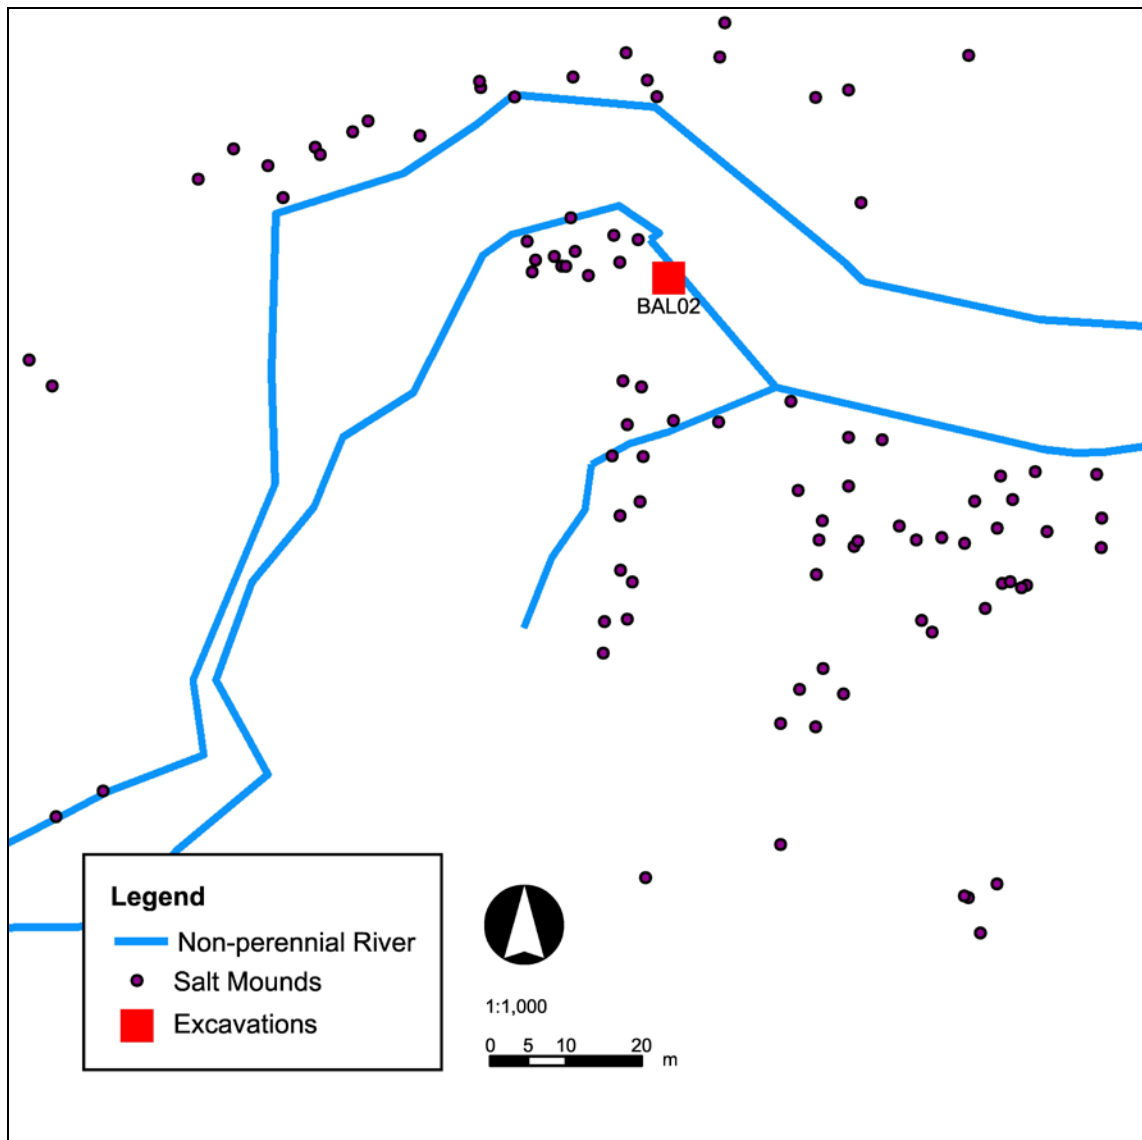 BAL02
Legend
Non-perennial River
Salt Mounds
Excavations
1:1,000
0 5 10 20
m